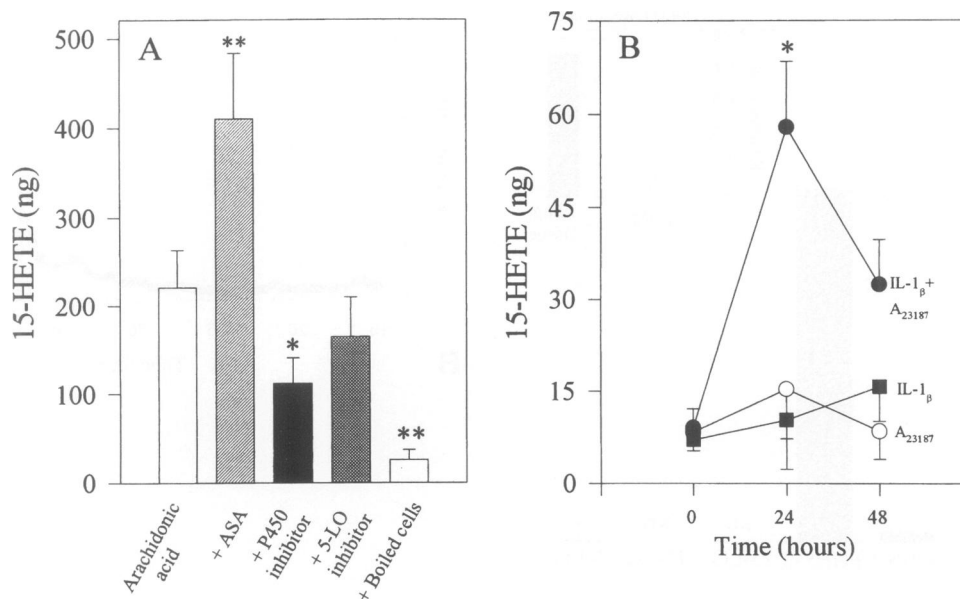 A
15-HETE (ng)
500
400
300
200
100
0
**
*
**
Arachidonic
acid
+ ASA
+ P450
inhibitor
+ 5-LO
inhibitor
+ Boiled cells
B
15-HETE (ng)
75
60
45
30
15
0
*
IL-1β+
A23187
IL-1β
A23187
0
24
48
Time (hours)